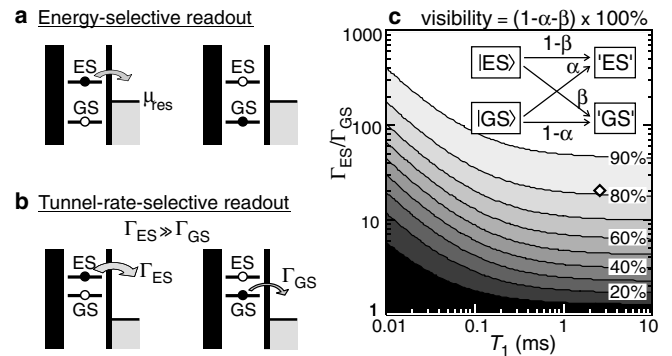 a Energy-selective readout
ES
GS
μres
ES
GS
b Tunnel-rate-selective readout
ΓES ≫ ΓGS
ES
GS
ΓES
ES
GS
ΓGS
c visibility = (1-α-β) x 100%
ΓES/ΓGS
1000
100
10
1
|ES⟩
1-β
'ES'
α
β
|GS⟩
1-α
'GS'
90%
80%
60%
40%
20%
0.01
0.1
1
10
T1 (ms)